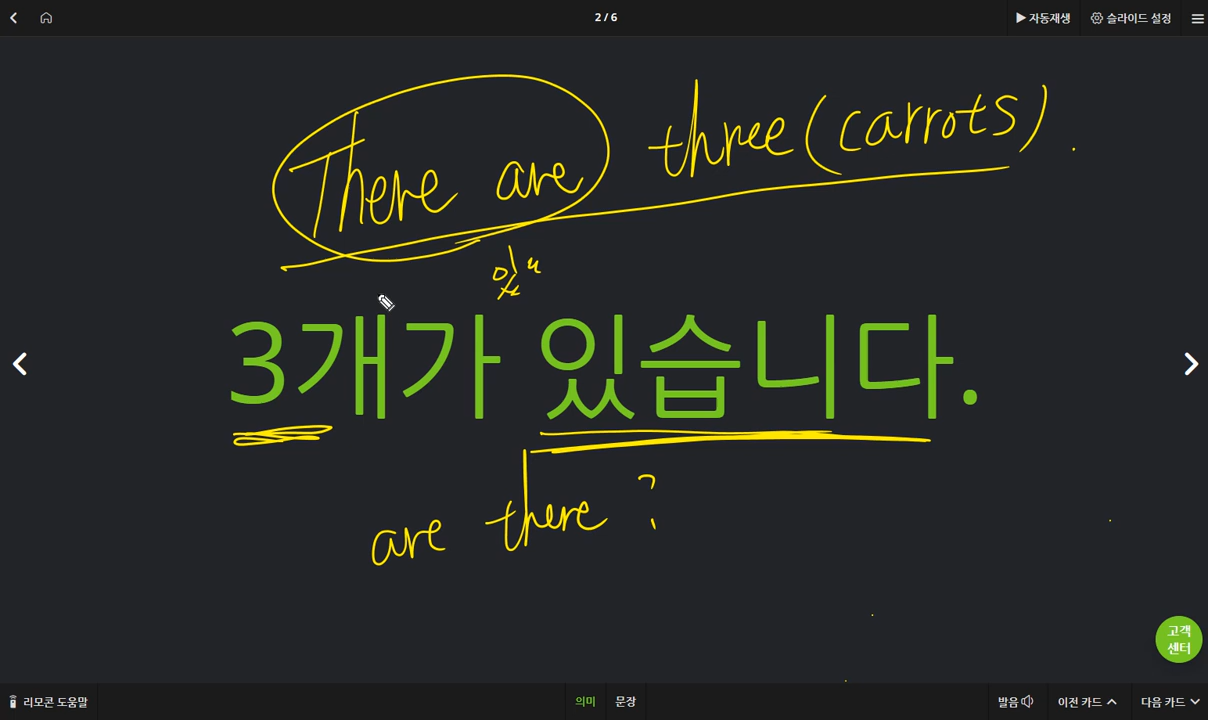 2 / 6
자동재생
슬라이드 설정
There are three (carrots).
있
3개가 있습니다.
are there ?
고객
센터
리모콘 도움말
의미
문장
발음
이전 카드
다음 카드